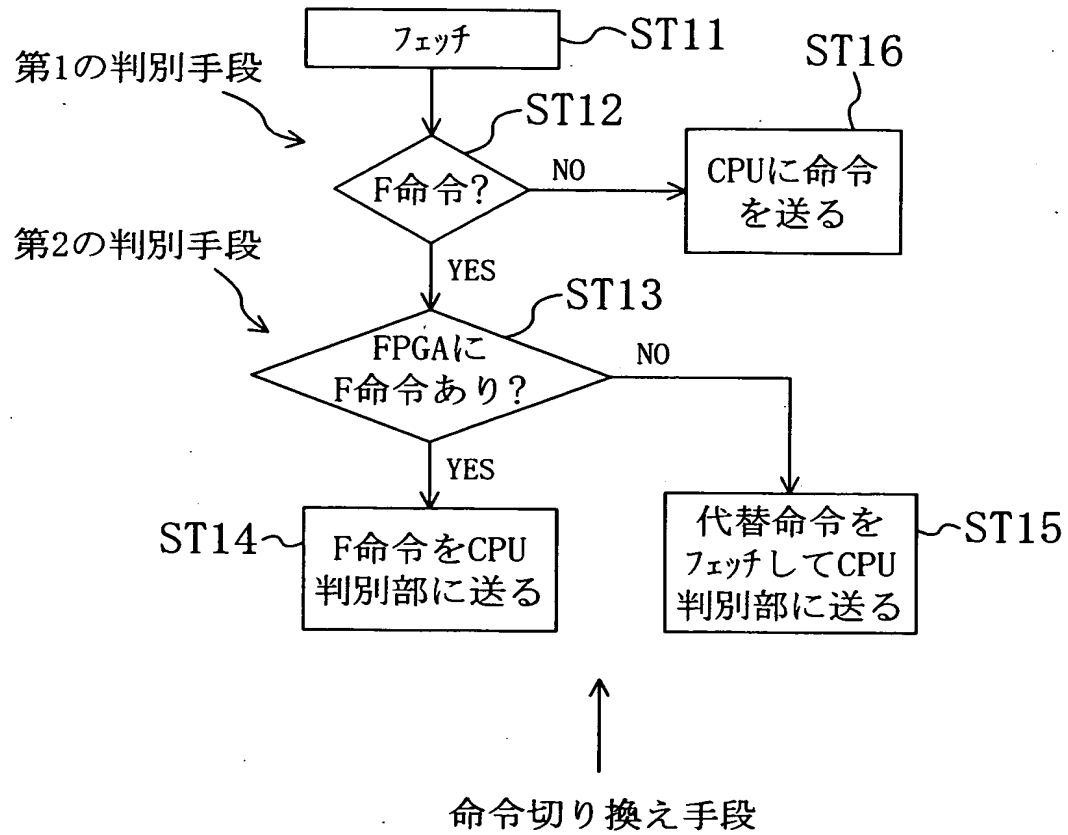 フェッチ
ST11
第1の判別手段
ST12
ST16
F命令?
NO
CPUに命令
を送る
第2の判別手段
YES
ST13
FPGAに
F命令あり?
NO
YES
ST14
F命令をCPU
判別部に送る
代替命令を
フェッチしてCPU
判別部に送る
ST15
命令切り換え手段